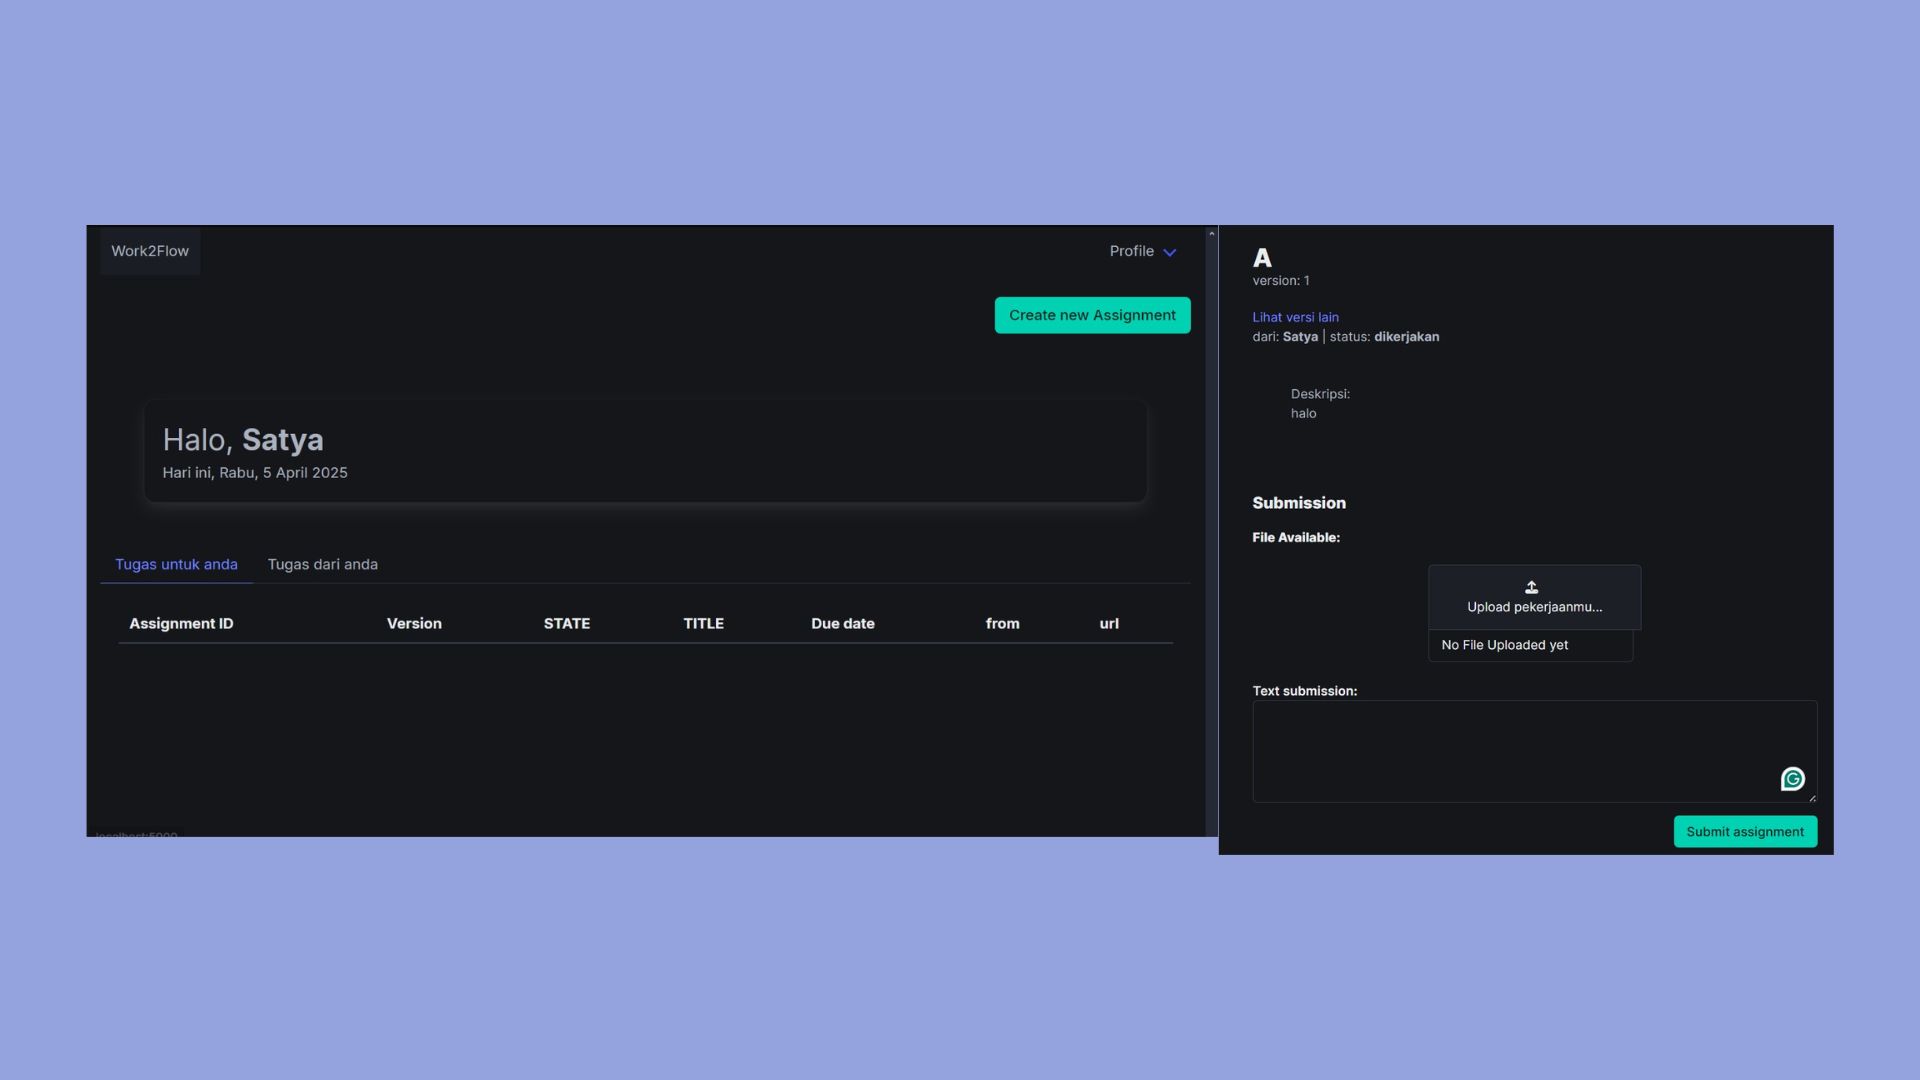 Work2Flow
Profile
Create new Assignment
Halo, Satya
Hari ini, Rabu, 5 April 2025
Tugas untuk anda
Tugas dari anda
Assignment ID Version STATE TITLE Due date from url
A
version: 1
Lihat versi lain
dari: Satya | status: dikerjakan
Deskripsi:
halo
Submission
File Available:
Upload pekerjaanmu...
No File Uploaded yet
Text submission:
Submit assignment